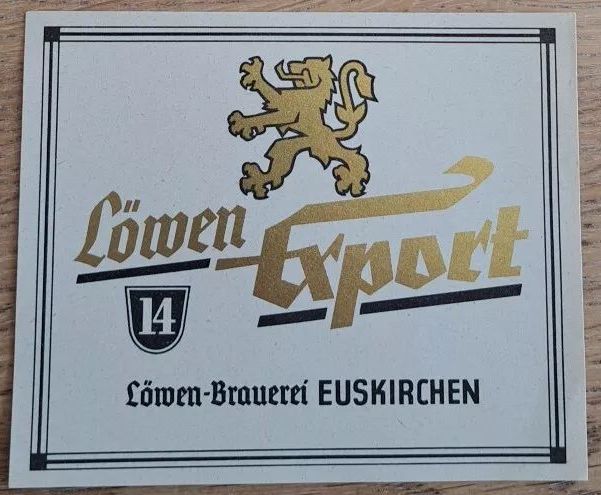 Löwen Export
14
Löwen-Brauerei EUSKIRCHEN